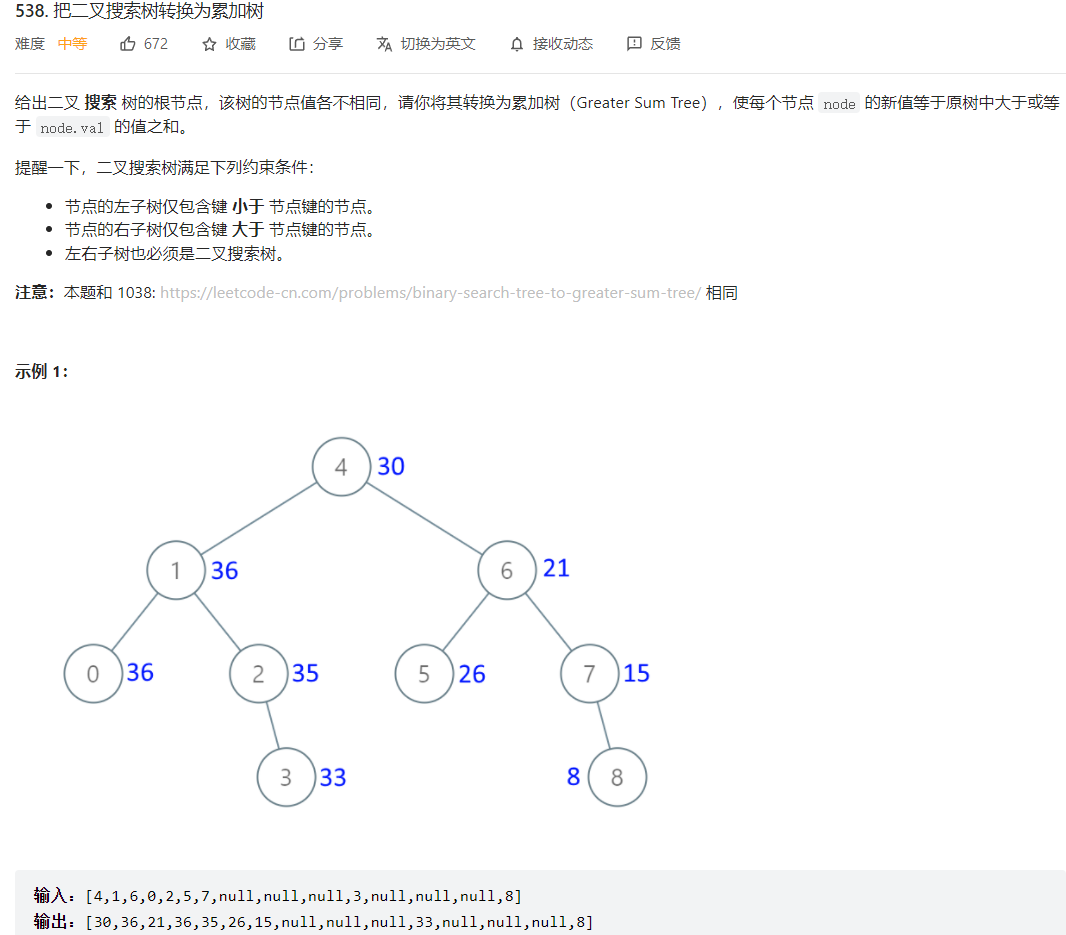 538. 把二叉搜索树转换为累加树
难度 中等 672 收藏 分享 切换为英文 接收动态 反馈
给出二叉 搜索 树的根节点，该树的节点值各不相同，请你将其转换为累加树（Greater Sum Tree），使每个节点 node 的新值等于原树中大于或等
于 node.val 的值之和。
提醒一下，二叉搜索树满足下列约束条件：
节点的左子树仅包含键 小于 节点键的节点。
节点的右子树仅包含键 大于 节点键的节点。
左右子树也必须是二叉搜索树。
注意：本题和 1038: https://leetcode-cn.com/problems/binary-search-tree-to-greater-sum-tree/ 相同
示例 1：
4 30
1 36 6 21
0 36 2 35 5 26 7 15
3 33 8 8
输入：[4,1,6,0,2,5,7,null,null,null,3,null,null,null,8]
输出：[30,36,21,36,35,26,15,null,null,null,33,null,null,null,8]